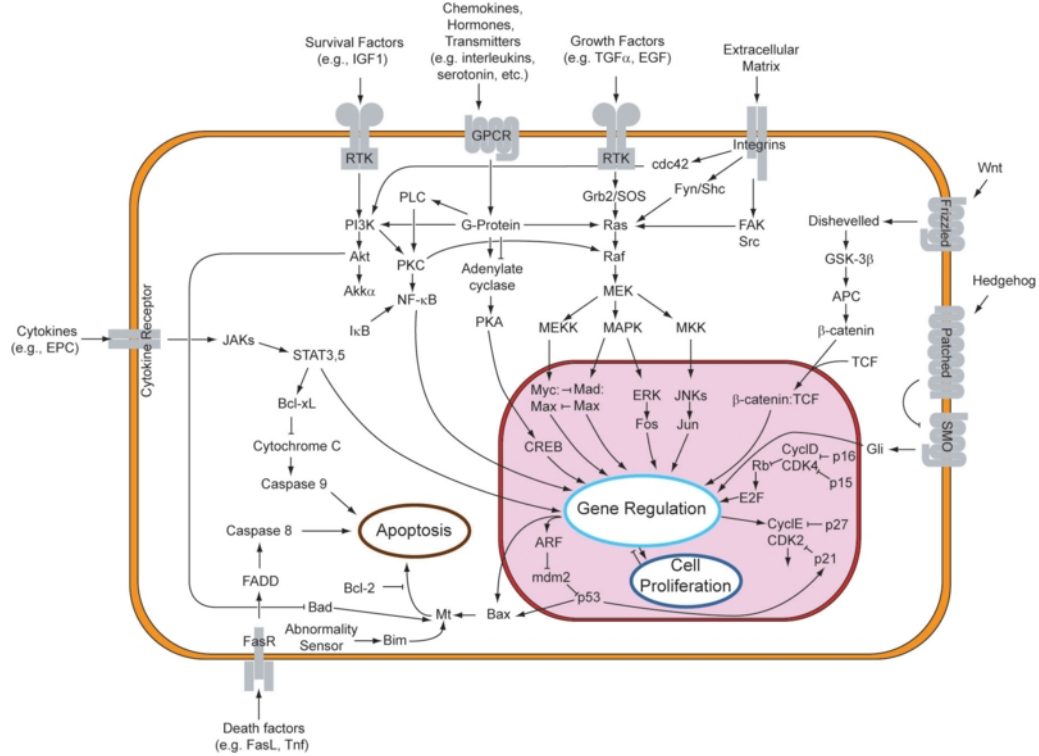 Chemokines,
Hormones,
Transmitters
(e.g. interleukins,
serotonin, etc.)
Survival Factors
(e.g., IGF1)
Growth Factors
(e.g. TGFα, EGF)
Extracellular
Matrix
GPCR
RTK
RTK
Integrins
cdc42
Fyn/Shc
Grb2/SOS
Wnt
Frizzled
PLC
PI3K
G-Protein
Ras
FAK
Src
Dishevelled
GSK-3β
APC
β-catenin
TCF
Akt
Akkα
PKC
Adenylate
cyclase
Raf
MEK
NF-κB
IκB
PKA
MEKK
MAPK
MKK
Hedgehog
Patched
SMO
Cytokines
(e.g., EPC)
Cytokine Receptor
JAKs
STAT3,5
Bcl-xL
Cytochrome C
Caspase 9
Caspase 8
FADD
FasR
Apoptosis
Bcl-2
Bad
Mt
Bax
Abnormality
Sensor
Bim
Myc:
Max
Mad:
Max
ERK
Fos
JNKs
Jun
β-catenin:TCF
CREB
Gli
CyclD
CDK4
p16
p15
Rb
E2F
Gene Regulation
CyclE
CDK2
p27
p21
ARF
mdm2
p53
Cell
Proliferation
Death factors
(e.g. FasL, Tnf)